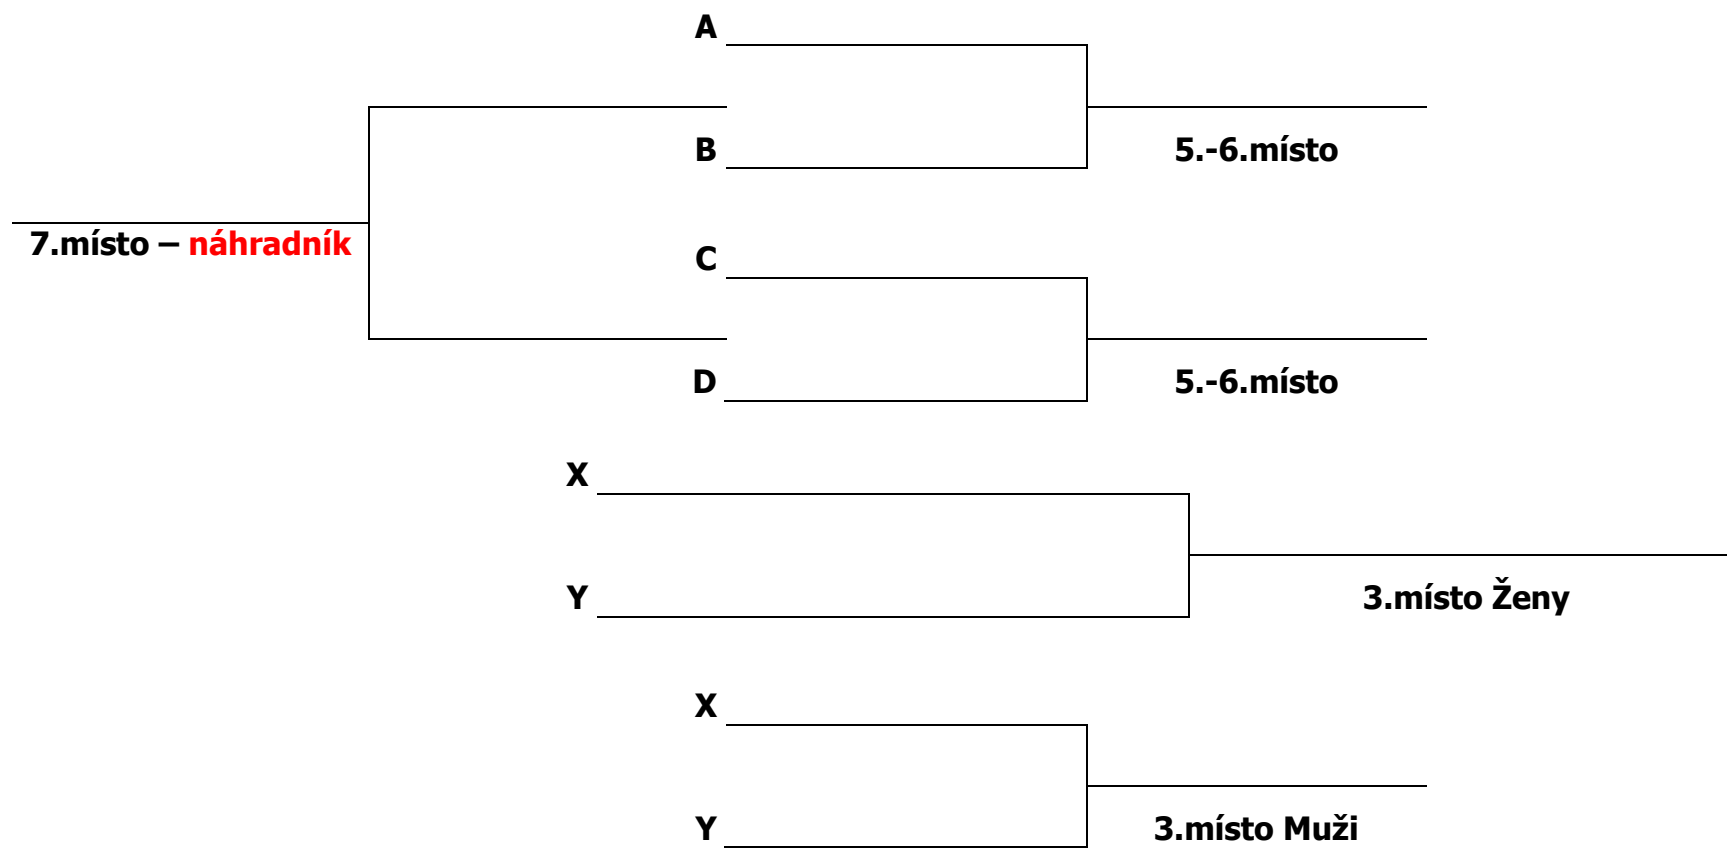 A
B
5.-6.místo
7.místo – náhradník
C
D
5.-6.místo
X
Y
3.místo Ženy
X
Y
3.místo Muži